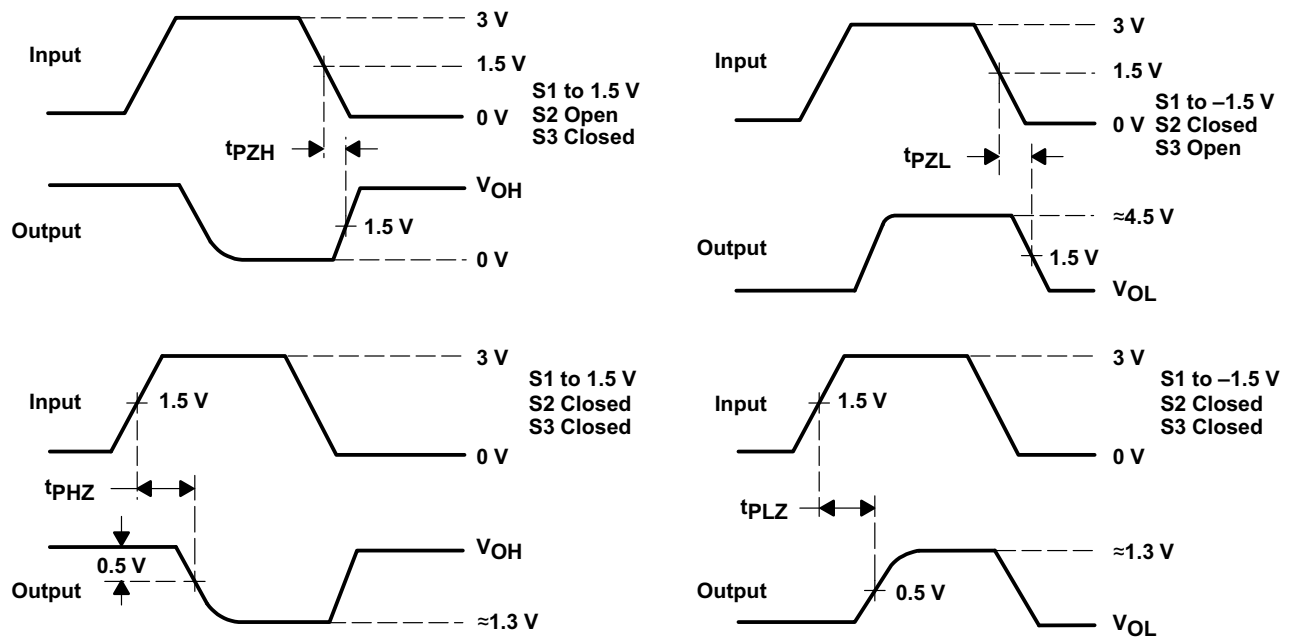 3 V
Input
1.5 V
0 V
S1 to 1.5 V
S2 Open
S3 Closed
tPZH
VOH
Output
1.5 V
0 V
3 V
Input
1.5 V
0 V
S1 to –1.5 V
S2 Closed
S3 Open
tPZL
≈4.5 V
Output
1.5 V
VOL
3 V
Input
1.5 V
S1 to 1.5 V
S2 Closed
S3 Closed
0 V
tPHZ
VOH
0.5 V
Output
≈1.3 V
3 V
Input
1.5 V
S1 to –1.5 V
S2 Closed
S3 Closed
0 V
tPLZ
≈1.3 V
Output
0.5 V
VOL